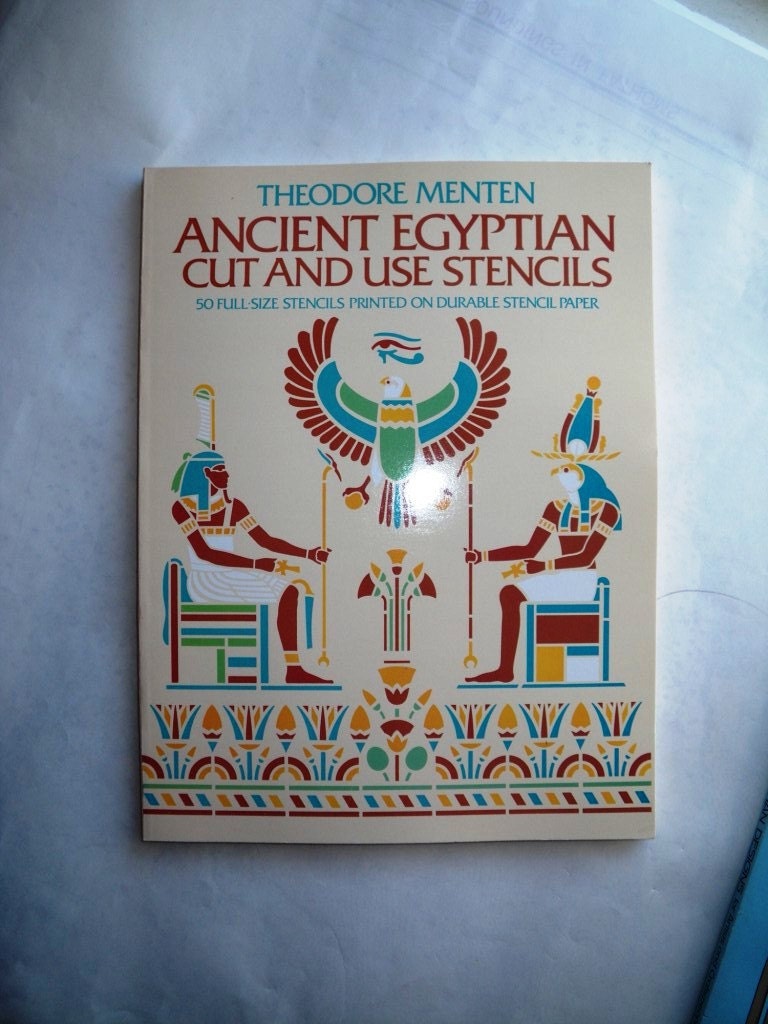 THEODORE MENTEN
ANCIENT EGYPTIAN
CUT AND USE STENCILS
50 FULL-SIZE STENCILS PRINTED ON DURABLE STENCIL PAPER